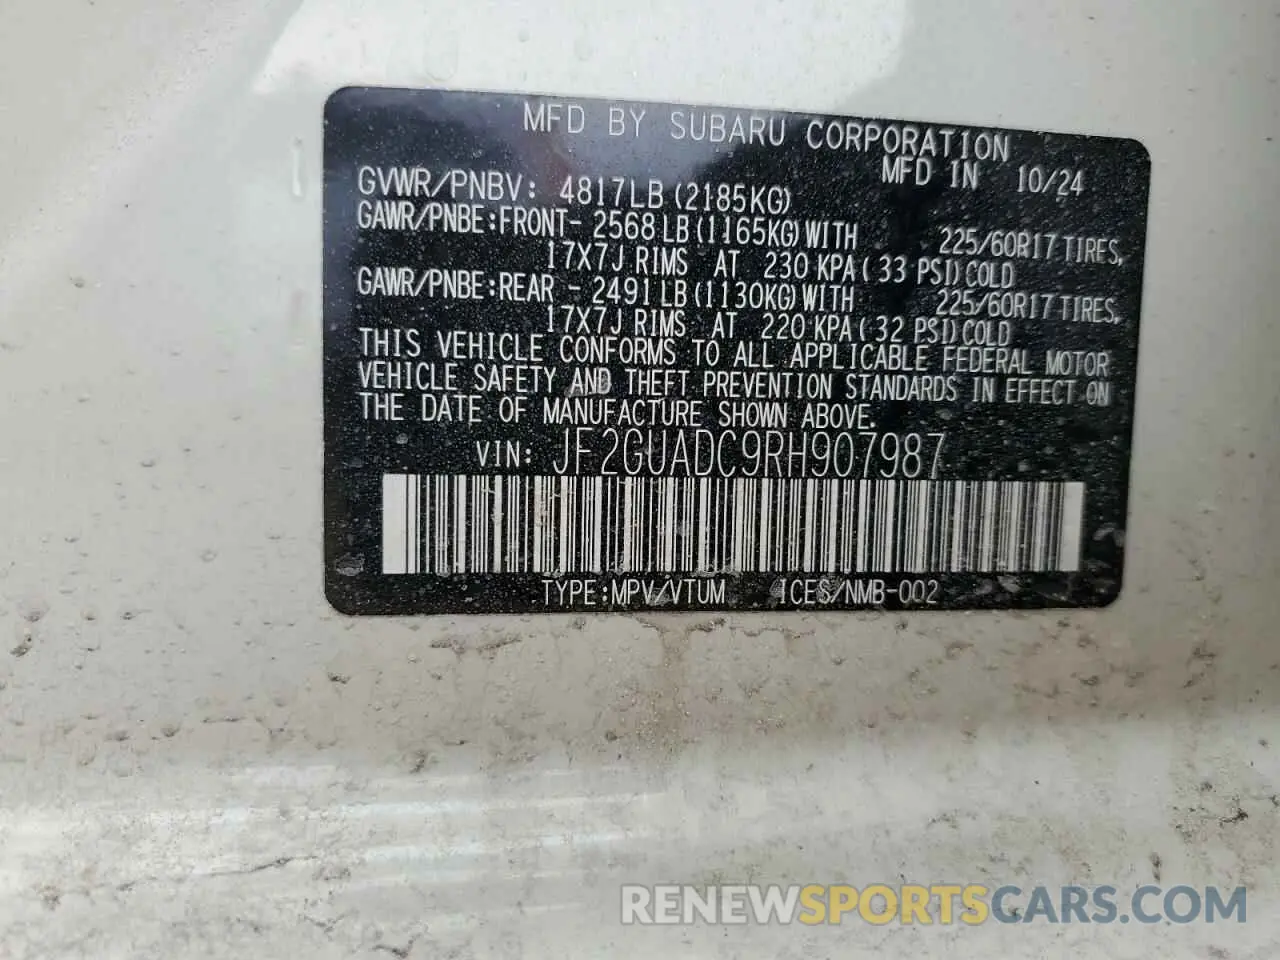 MFD BY SUBARU CORPORATION
MFD IN 10/24
GVWR/PNBV: 4817LB (2185KG)
GAWR/PNBE:FRONT- 2568LB (1165KG)WITH 225/60R17 TIRES,
17X7J RIMS AT 230 KPA (33 PSI) COLD
GAWR/PNBE:REAR - 2491LB (1130KG)WITH 225/60R17 TIRES,
17X7J RIMS AT 220 KPA (32 PSI) COLD
THIS VEHICLE CONFORMS TO ALL APPLICABLE FEDERAL MOTOR
VEHICLE SAFETY AND THEFT PREVENTION STANDARDS IN EFFECT ON
THE DATE OF MANUFACTURE SHOWN ABOVE.
VIN: JF2GUADC9RH907987
TYPE:MPV/VTUM ICES/NMB-002
RENEWSPORTSCARS.COM